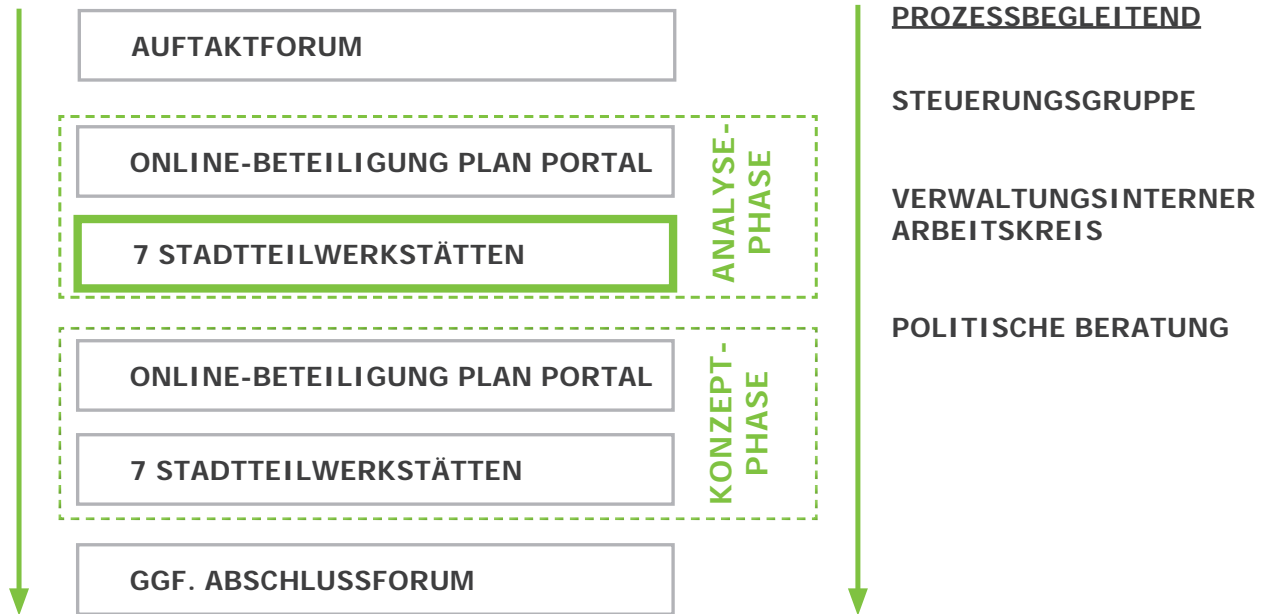 AUFTAKTFORUM
ONLINE-BETEILIGUNG PLAN PORTAL
7 STADTTEILWERKSTÄTTEN
ANALYSE-
PHASE
ONLINE-BETEILIGUNG PLAN PORTAL
7 STADTTEILWERKSTÄTTEN
KONZEPT-
PHASE
GGF. ABSCHLUSSFORUM
PROZESSBEGLEITEND
STEUERUNGSGRUPPE
VERWALTUNGSINTERNER
ARBEITSKREIS
POLITISCHE BERATUNG